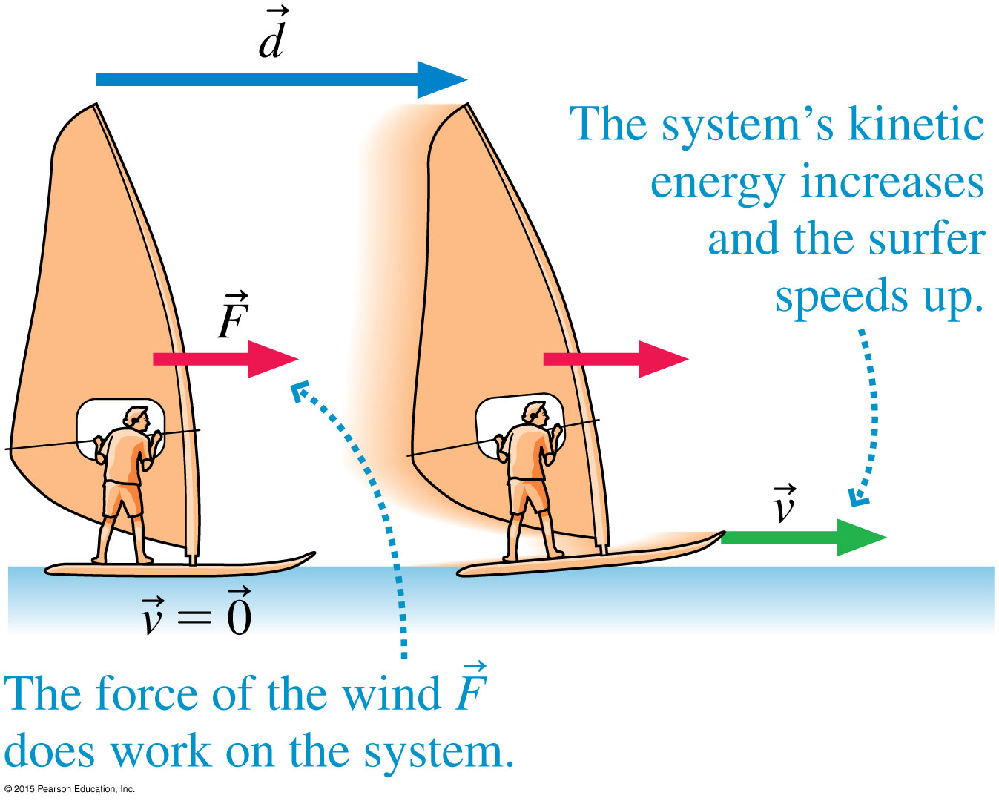 d⃗
The system’s kinetic
energy increases
and the surfer
speeds up.
F⃗
v⃗
v⃗ = 0⃗
The force of the wind F⃗
does work on the system.
© 2015 Pearson Education, Inc.